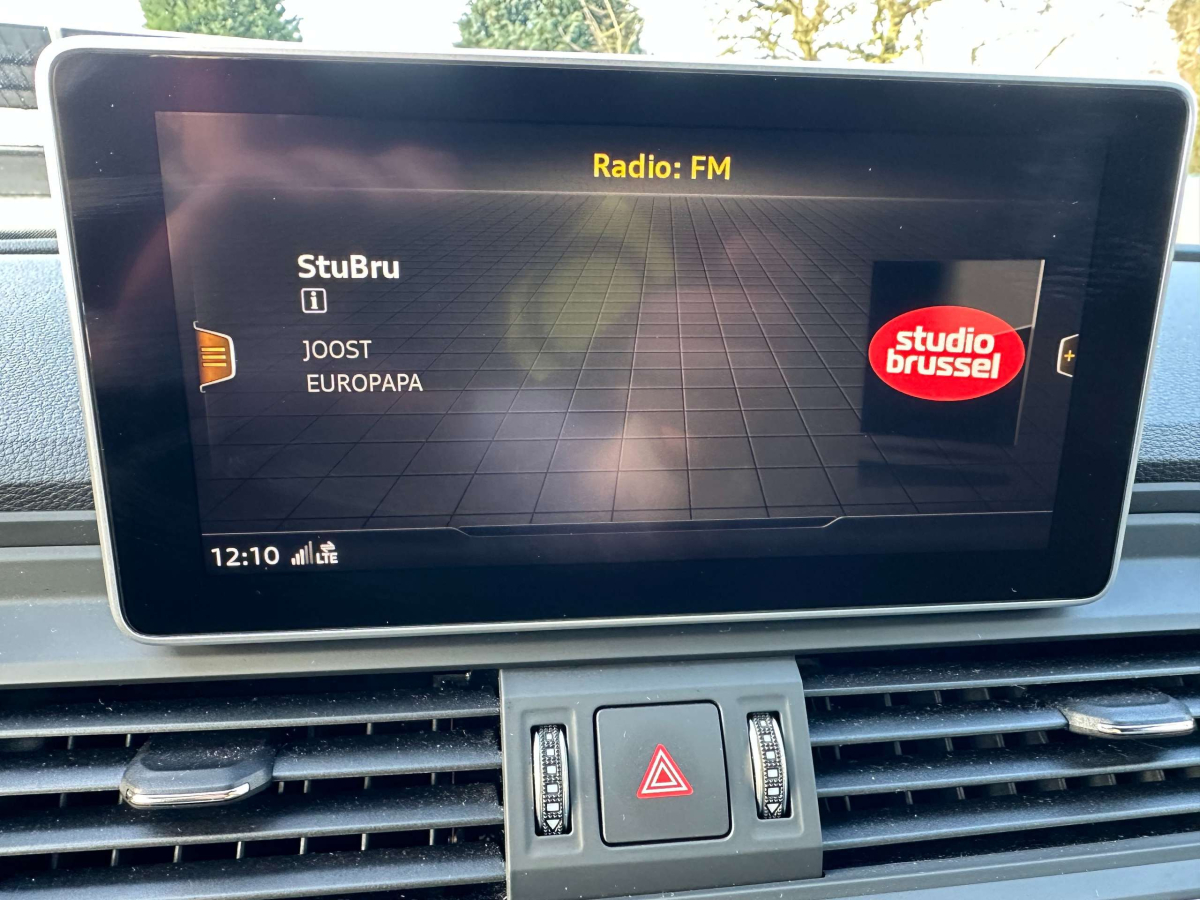 Radio: FM
StuBru
i
JOOST
EUROPAPA
studio
brussel
+
12:10 LTE